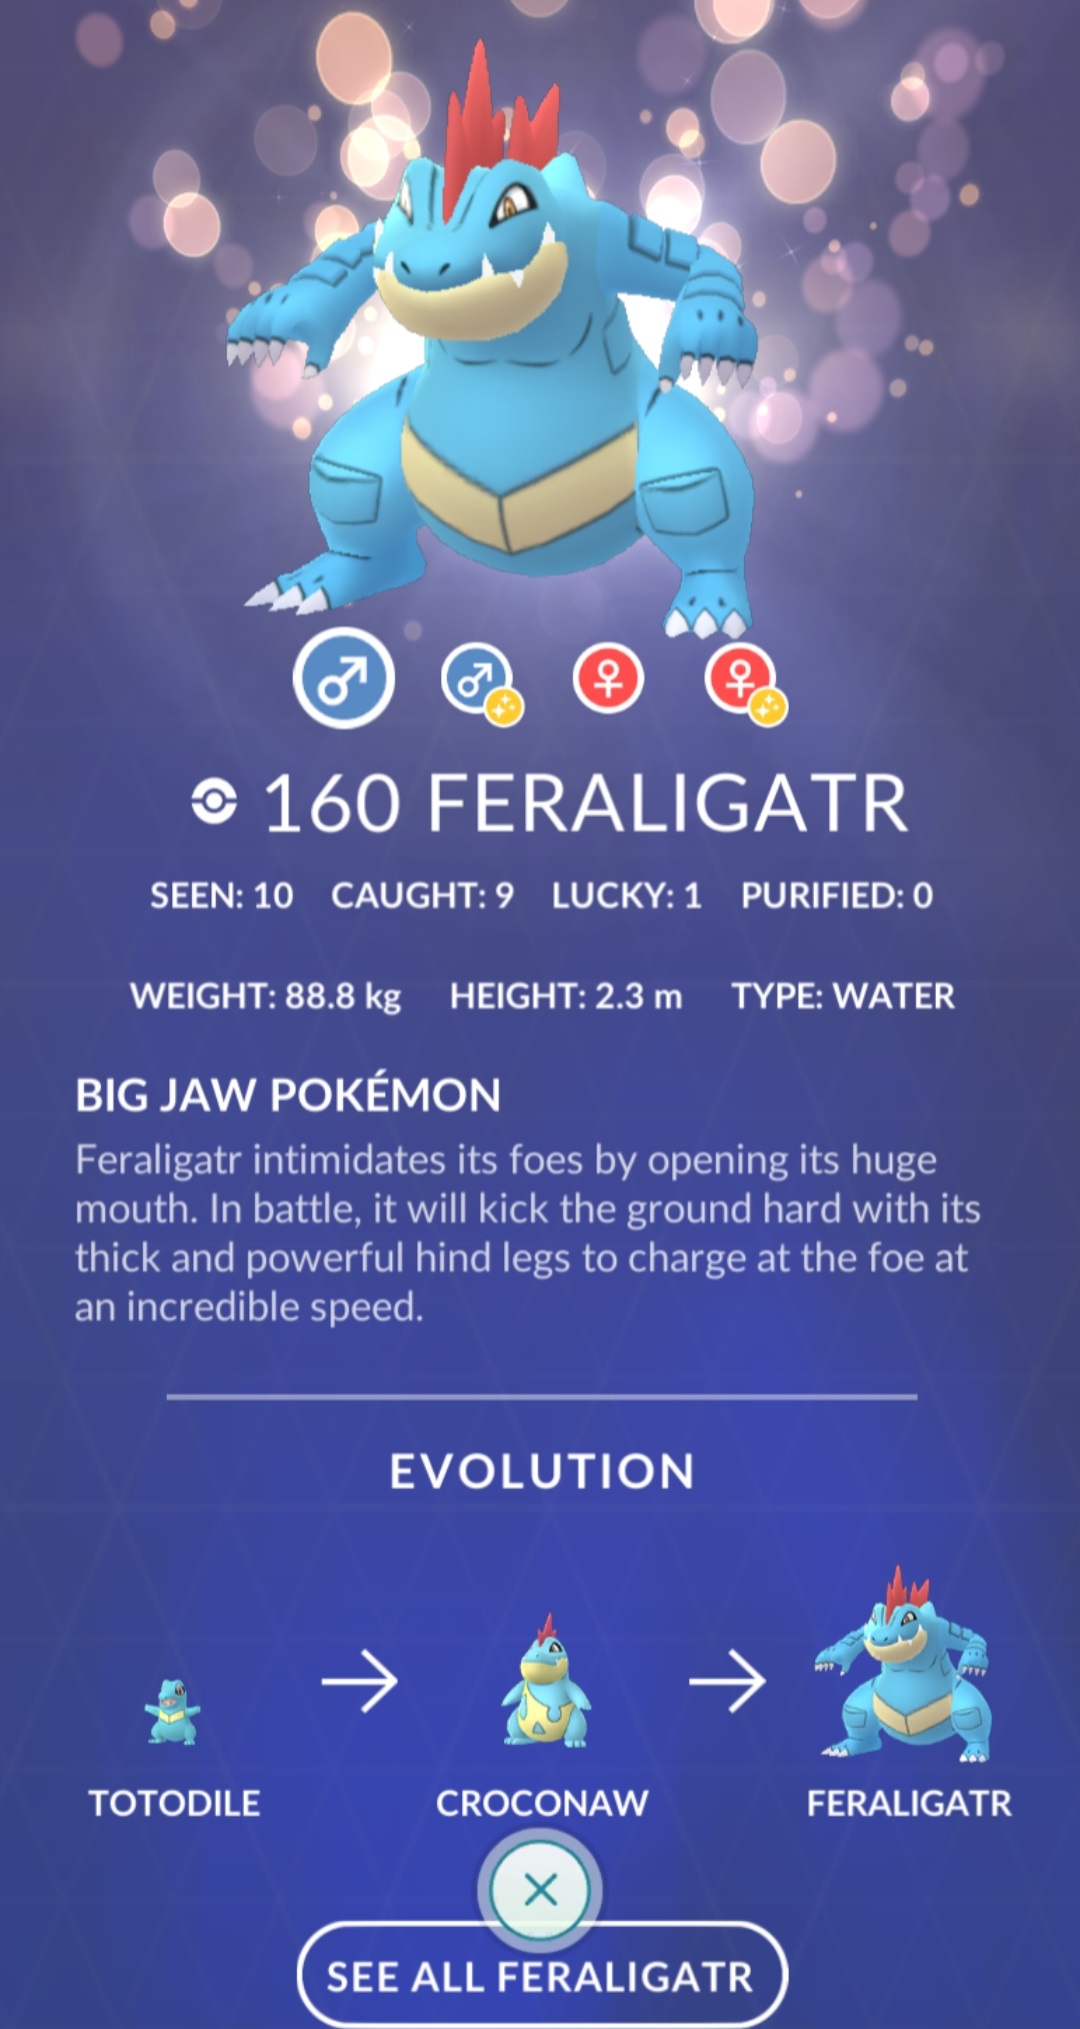 160 FERALIGATR
SEEN: 10 CAUGHT: 9 LUCKY: 1 PURIFIED: 0
WEIGHT: 88.8 kg HEIGHT: 2.3 m TYPE: WATER
BIG JAW POKÉMON
Feraligatr intimidates its foes by opening its huge
mouth. In battle, it will kick the ground hard with its
thick and powerful hind legs to charge at the foe at
an incredible speed.
EVOLUTION
TOTODILE CROCONAW FERALIGATR
SEE ALL FERALIGATR